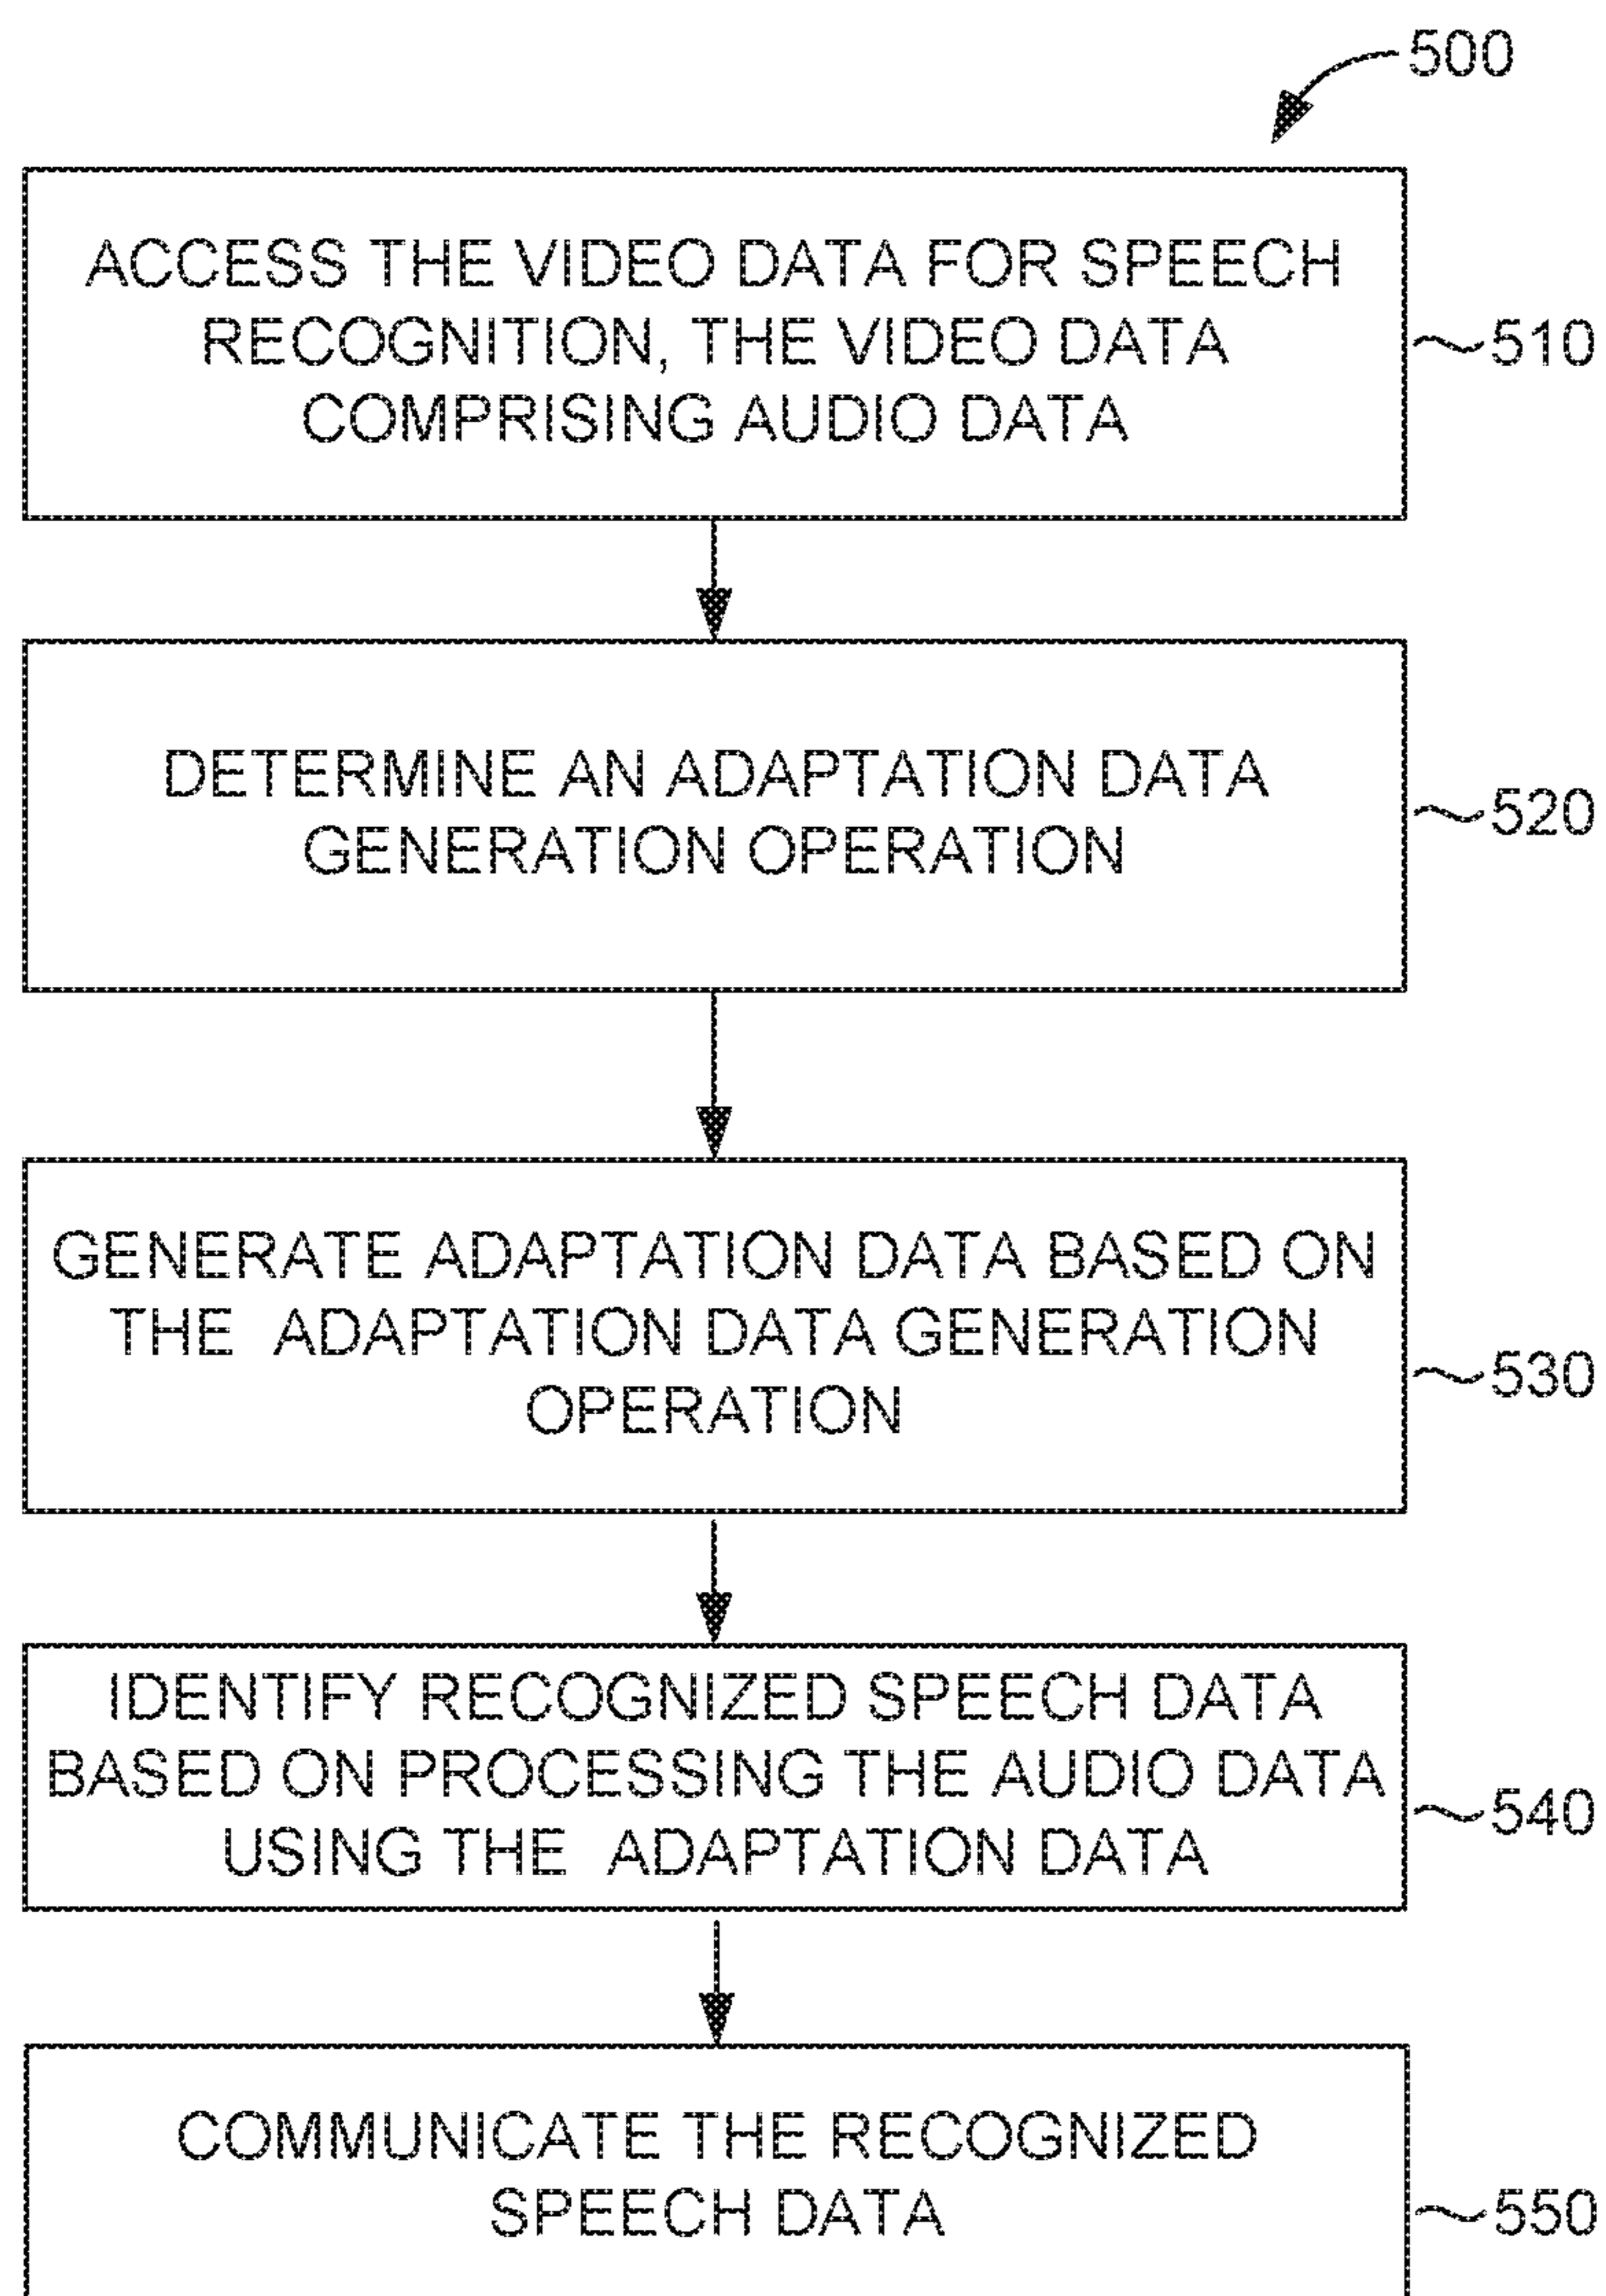 500
ACCESS THE VIDEO DATA FOR SPEECH
RECOGNITION, THE VIDEO DATA
COMPRISING AUDIO DATA
510
DETERMINE AN ADAPTATION DATA
GENERATION OPERATION
520
GENERATE ADAPTATION DATA BASED ON
THE ADAPTATION DATA GENERATION
OPERATION
530
IDENTIFY RECOGNIZED SPEECH DATA
BASED ON PROCESSING THE AUDIO DATA
USING THE ADAPTATION DATA
540
COMMUNICATE THE RECOGNIZED
SPEECH DATA
550